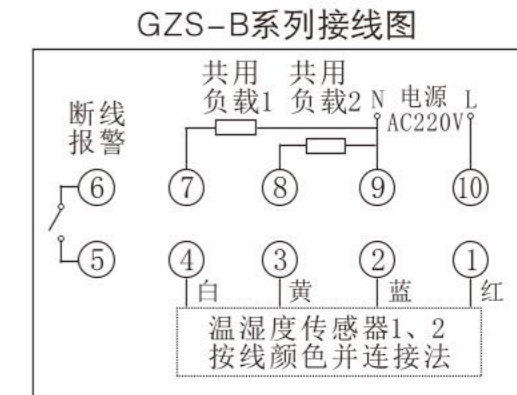 GZS-B系列接线图
共用 共用
负载1 负载2 N 电源 L
断线 AC220V
报警
⑥ ⑦ ⑧ ⑨ ⑩
⑤ ④ ③ ② ①
白 黄 蓝 红
温湿度传感器1、2
按线颜色并连接法